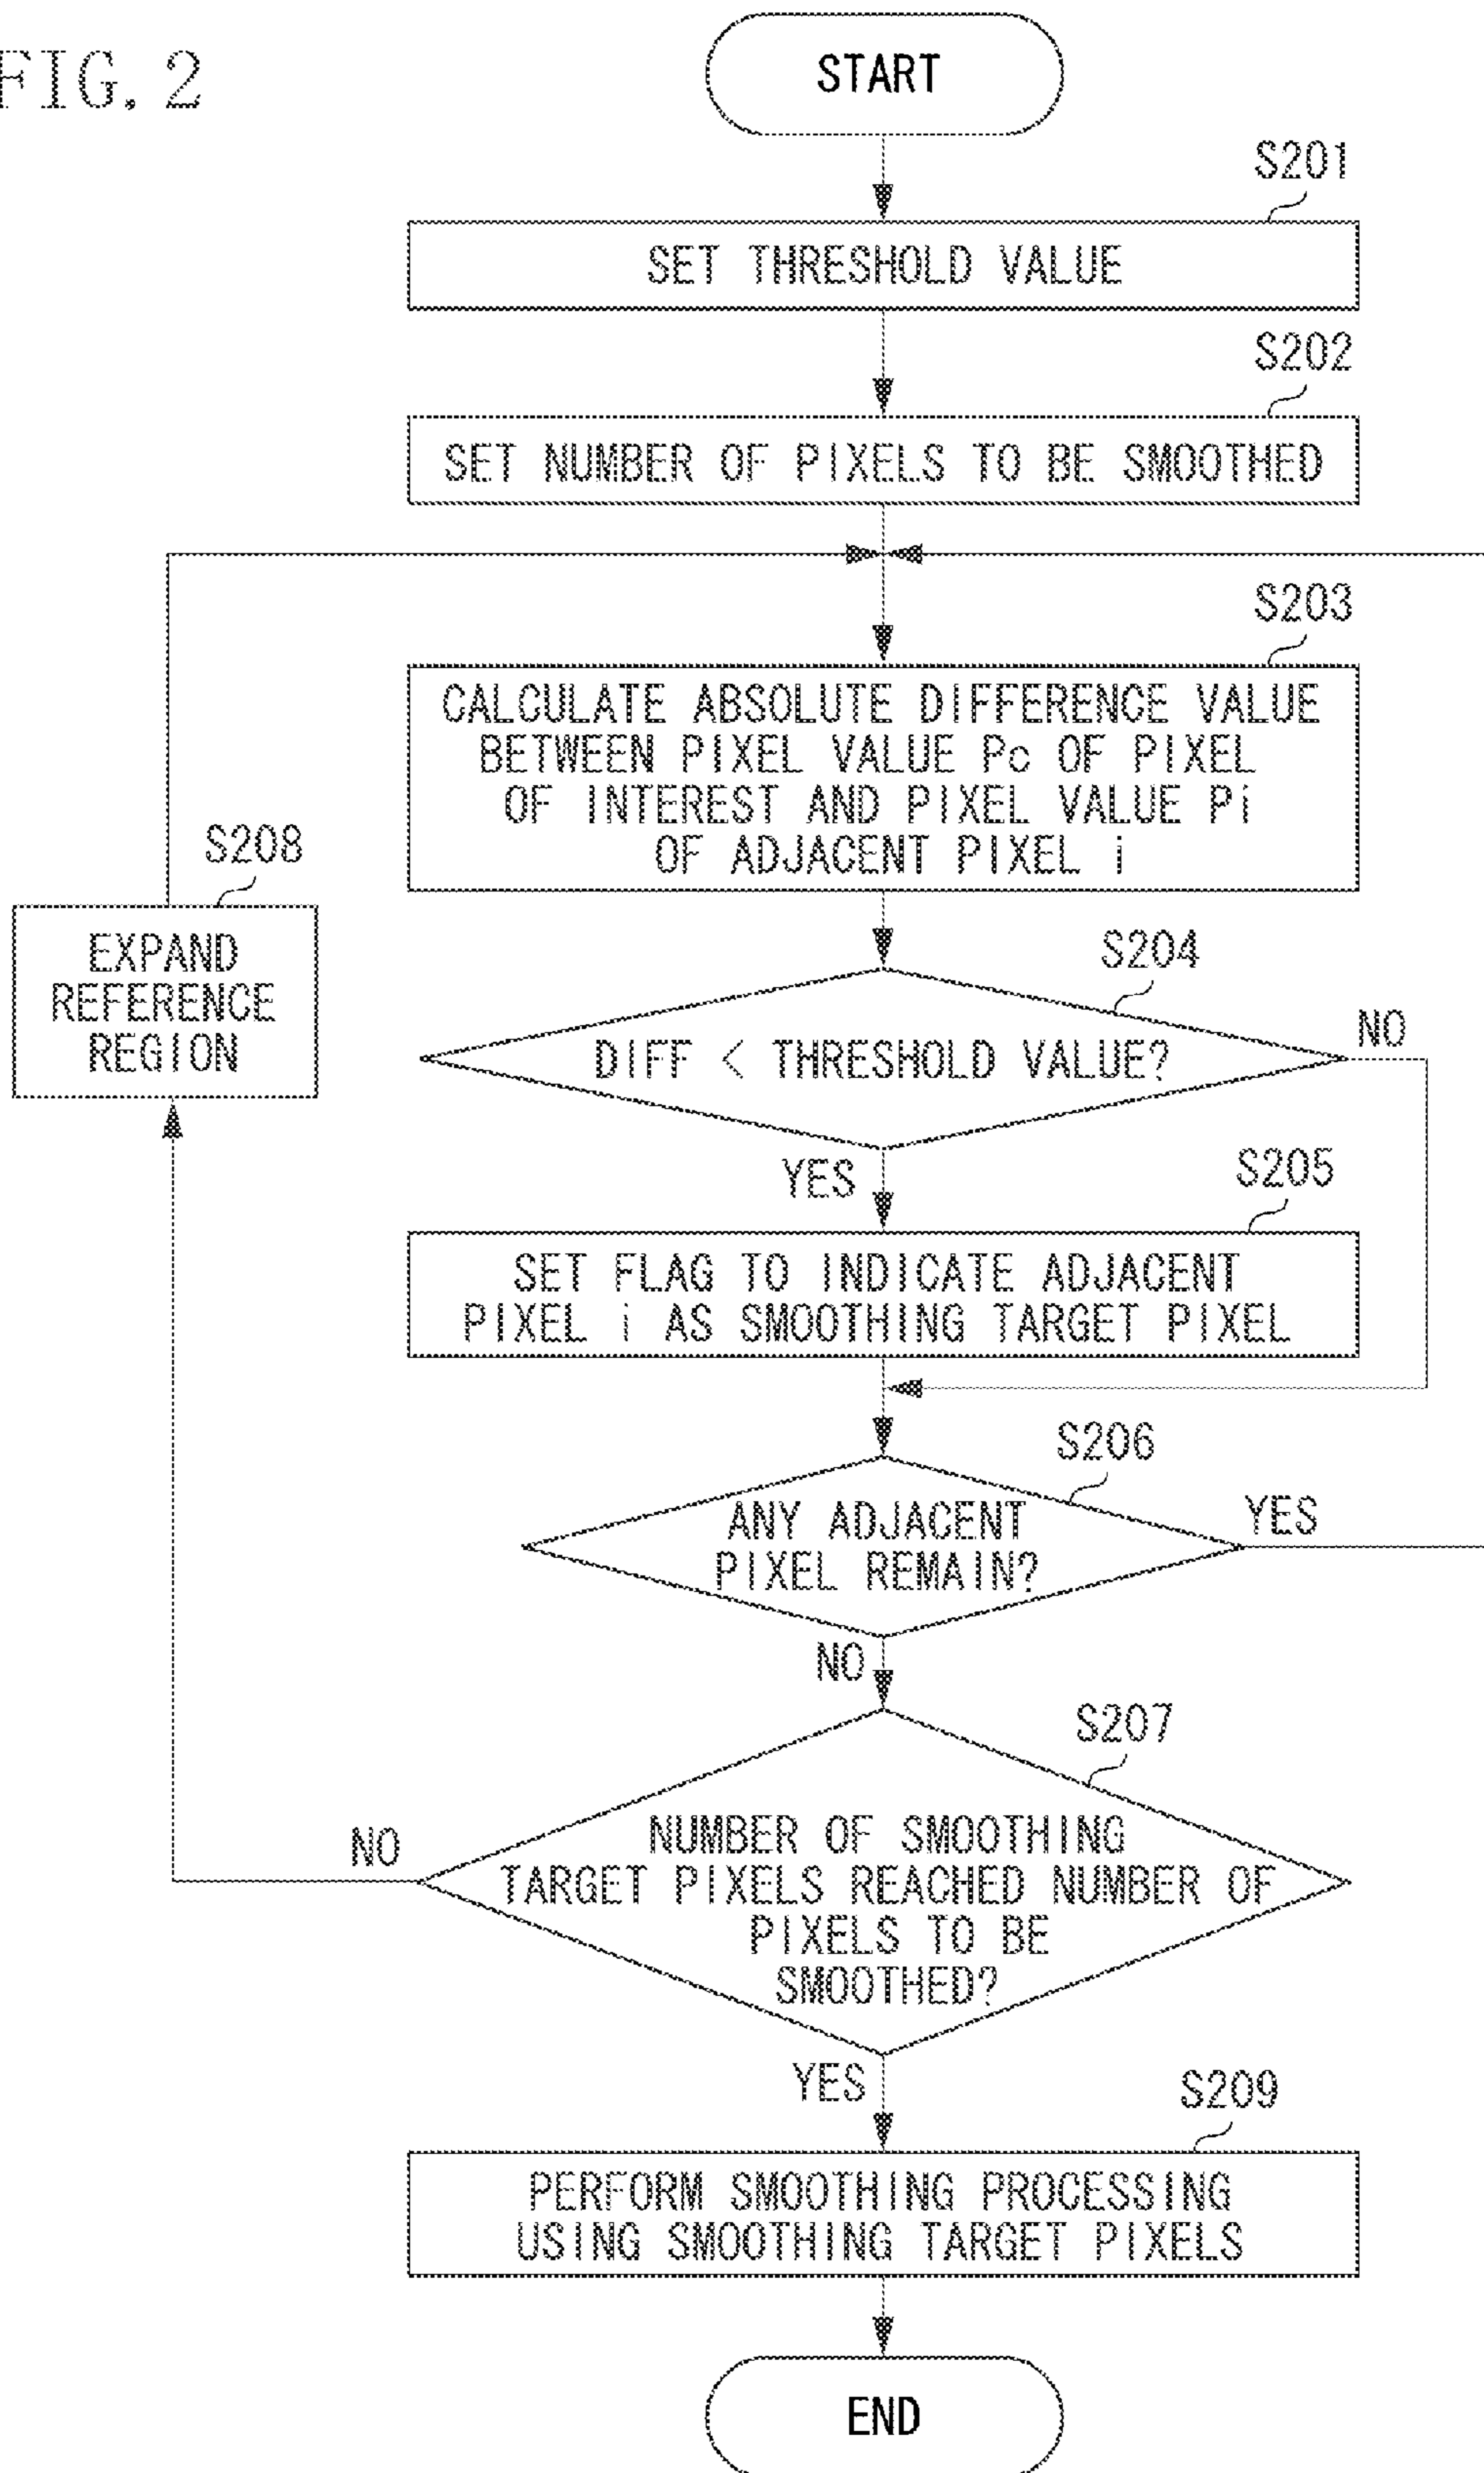 FIG. 2
START
S201
SET THRESHOLD VALUE
S202
SET NUMBER OF PIXELS TO BE SMOOTHED
S203
CALCULATE ABSOLUTE DIFFERENCE VALUE
BETWEEN PIXEL VALUE Pc OF PIXEL
OF INTEREST AND PIXEL VALUE Pi
OF ADJACENT PIXEL i
S208
EXPAND
REFERENCE
REGION
S204
DIFF < THRESHOLD VALUE?
NO
YES
S205
SET FLAG TO INDICATE ADJACENT
PIXEL i AS SMOOTHING TARGET PIXEL
S206
ANY ADJACENT
PIXEL REMAIN?
YES
NO
S207
NUMBER OF SMOOTHING
TARGET PIXELS REACHED NUMBER OF
PIXELS TO BE
SMOOTHED?
NO
YES
S209
PERFORM SMOOTHING PROCESSING
USING SMOOTHING TARGET PIXELS
END